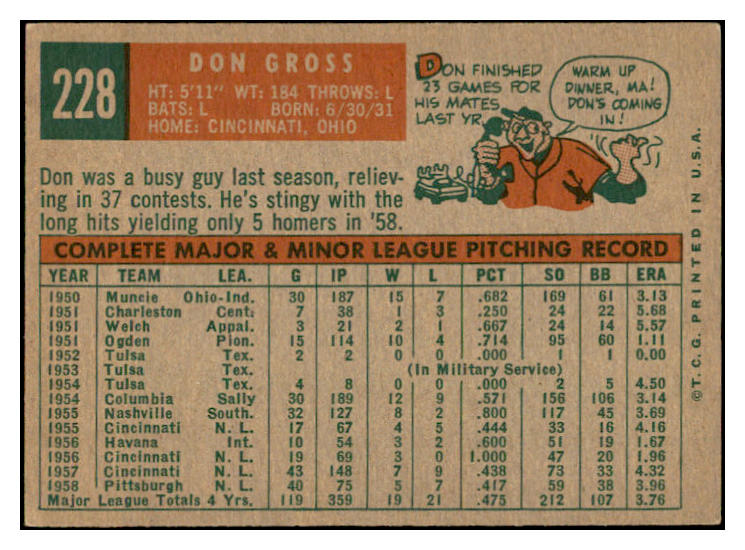 228
DON GROSS
HT: 5'11" WT: 184 THROWS: L
BATS: L BORN: 6/30/31
HOME: CINCINNATI, OHIO
DON FINISHED
23 GAMES FOR
HIS MATES
LAST YR.
WARM UP
DINNER, MA!
DON'S COMING
IN!
Don was a busy guy last season, reliev-
ing in 37 contests. He's stingy with the
long hits yielding only 5 homers in '58.
COMPLETE MAJOR & MINOR LEAGUE PITCHING RECORD
YEAR TEAM LEA. G IP W L PCT SO BB ERA
1950 Muncie Ohio-Ind. 30 187 15 7 .682 169 61 3.13
1951 Charleston Cent. 7 38 1 3 .250 24 22 5.68
1951 Welch Appal. 3 21 2 1 .667 24 14 5.57
1951 Ogden Pion. 15 114 10 4 .714 95 60 1.11
1952 Tulsa Tex. 2 2 0 0 .000 1 1 0.00
1953 Tulsa Tex. (In Military Service)
1954 Tulsa Tex. 4 8 0 0 .000 2 5 4.50
1954 Columbia Sally 30 189 12 9 .571 156 106 3.14
1955 Nashville South. 32 127 8 2 .800 117 45 3.69
1955 Cincinnati N. L. 17 67 4 5 .444 33 16 4.16
1956 Havana Int. 10 54 3 2 .600 51 19 1.67
1956 Cincinnati N. L. 19 69 3 0 1.000 47 20 1.96
1957 Cincinnati N. L. 43 148 7 9 .438 73 33 4.32
1958 Pittsburgh N. L. 40 75 5 7 .417 59 38 3.96
Major League Totals 4 Yrs. 119 359 19 21 .475 212 107 3.76
©T.C.G. PRINTED IN U.S.A.